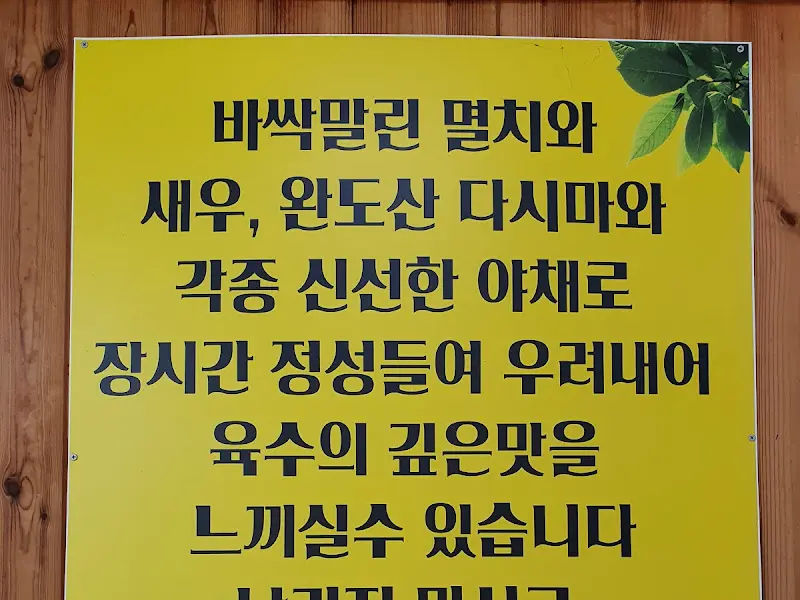 바싹말린 멸치와
새우, 완도산 다시마와
각종 신선한 야채로
장시간 정성들여 우려내어
육수의 깊은맛을
느끼실수 있습니다